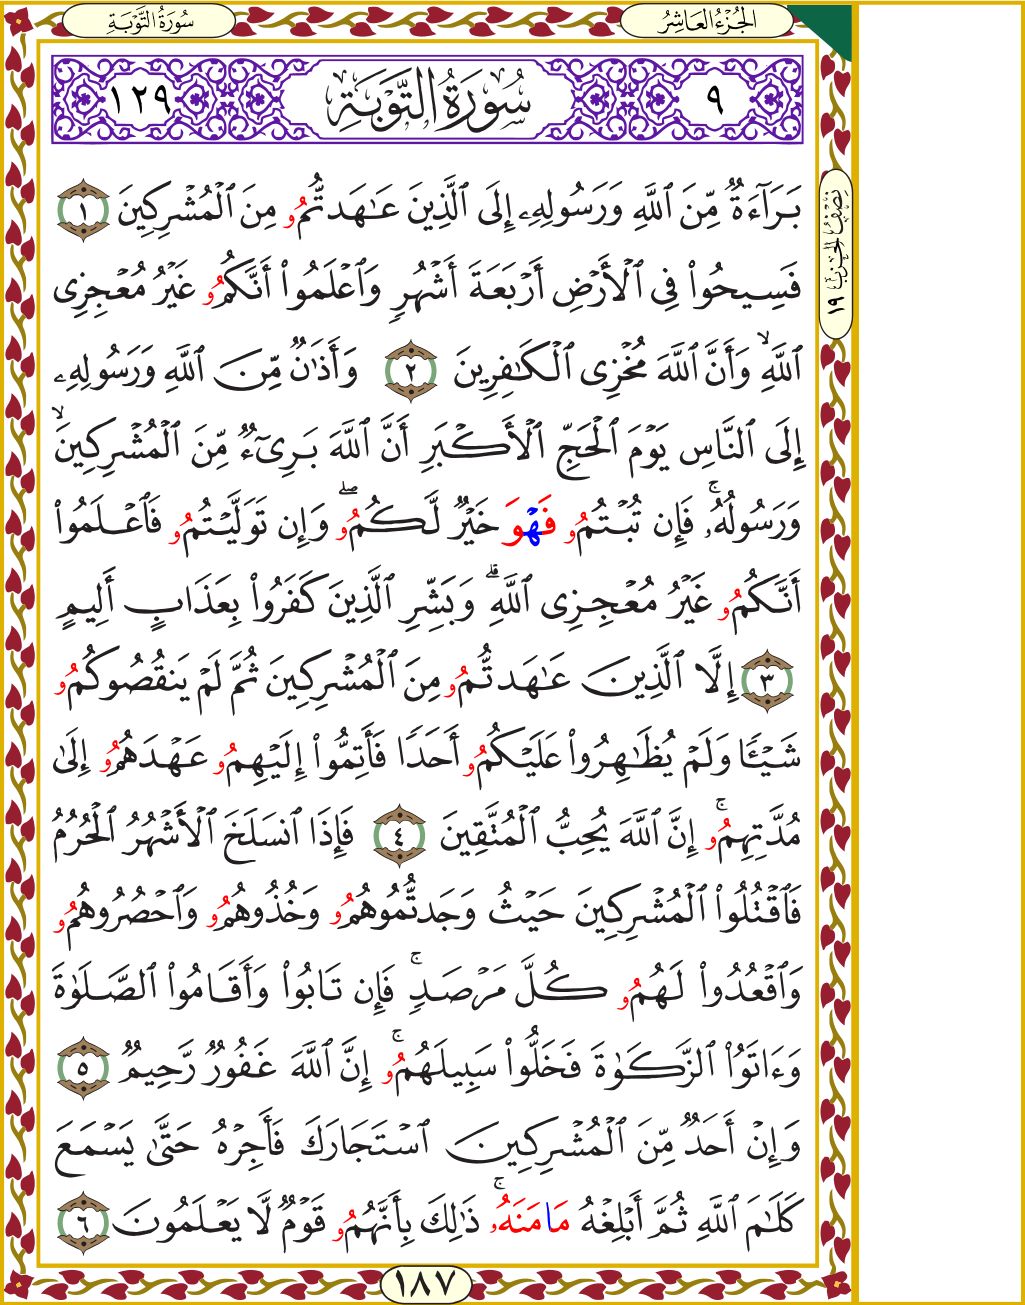 سُورَةُ التَّوْبَةِ
الجُزْءُ العَاشِرُ
١٢٩ سُورَةُ التَّوْبَةِ ٩
نِصْفُ الحِزْبِ ١٩
بَرَآءَةٌ مِّنَ ٱللَّهِ وَرَسُولِهِۦ إِلَى ٱلَّذِينَ عَـٰهَدتُّمُۥ مِنَ ٱلْمُشْرِكِينَ ١
فَسِيحُوا۟ فِى ٱلْأَرْضِ أَرْبَعَةَ أَشْهُرٍ وَٱعْلَمُوٓا۟ أَنَّكُمُۥ غَيْرُ مُعْجِزِى
ٱللَّهِ ۙ وَأَنَّ ٱللَّهَ مُخْزِى ٱلْكَـٰفِرِينَ ٢ وَأَذَٰنٌ مِّنَ ٱللَّهِ وَرَسُولِهِۦ
إِلَى ٱلنَّاسِ يَوْمَ ٱلْحَجِّ ٱلْأَكْبَرِ أَنَّ ٱللَّهَ بَرِىٓءٌ مِّنَ ٱلْمُشْرِكِينَ ۙ
وَرَسُولُهُۥ ۚ فَإِن تُبْتُمُۥ فَهْوَ خَيْرٌ لَّكُمُۥ ۖ وَإِن تَوَلَّيْتُمُۥ فَٱعْلَمُوٓا۟
أَنَّكُمُۥ غَيْرُ مُعْجِزِى ٱللَّهِ ۗ وَبَشِّرِ ٱلَّذِينَ كَفَرُوا۟ بِعَذَابٍ أَلِيمٍ
٣ إِلَّا ٱلَّذِينَ عَـٰهَدتُّمُۥ مِنَ ٱلْمُشْرِكِينَ ثُمَّ لَمْ يَنقُصُوكُمُۥ
شَيْـًٔا وَلَمْ يُظَـٰهِرُوا۟ عَلَيْكُمُۥ أَحَدًا فَأَتِمُّوٓا۟ إِلَيْهِمُۥ عَهْدَهُمُۥ إِلَىٰ
مُدَّتِهِمُۥ ۚ إِنَّ ٱللَّهَ يُحِبُّ ٱلْمُتَّقِينَ ٤ فَإِذَا ٱنسَلَخَ ٱلْأَشْهُرُ ٱلْحُرُمُ
فَٱقْتُلُوا۟ ٱلْمُشْرِكِينَ حَيْثُ وَجَدتُّمُوهُمُۥ وَخُذُوهُمُۥ وَٱحْصُرُوهُمُۥ
وَٱقْعُدُوا۟ لَهُمُۥ كُلَّ مَرْصَدٍ ۚ فَإِن تَابُوا۟ وَأَقَامُوا۟ ٱلصَّلَوٰةَ
وَءَاتَوُا۟ ٱلزَّكَوٰةَ فَخَلُّوا۟ سَبِيلَهُمُۥ ۚ إِنَّ ٱللَّهَ غَفُورٌ رَّحِيمٌ ٥
وَإِنْ أَحَدٌ مِّنَ ٱلْمُشْرِكِينَ ٱسْتَجَارَكَ فَأَجِرْهُ حَتَّىٰ يَسْمَعَ
كَلَـٰمَ ٱللَّهِ ثُمَّ أَبْلِغْهُ مَامَنَهُۥ ۚ ذَٰلِكَ بِأَنَّهُمُۥ قَوْمٌ لَّا يَعْلَمُونَ ٦
١٨٧